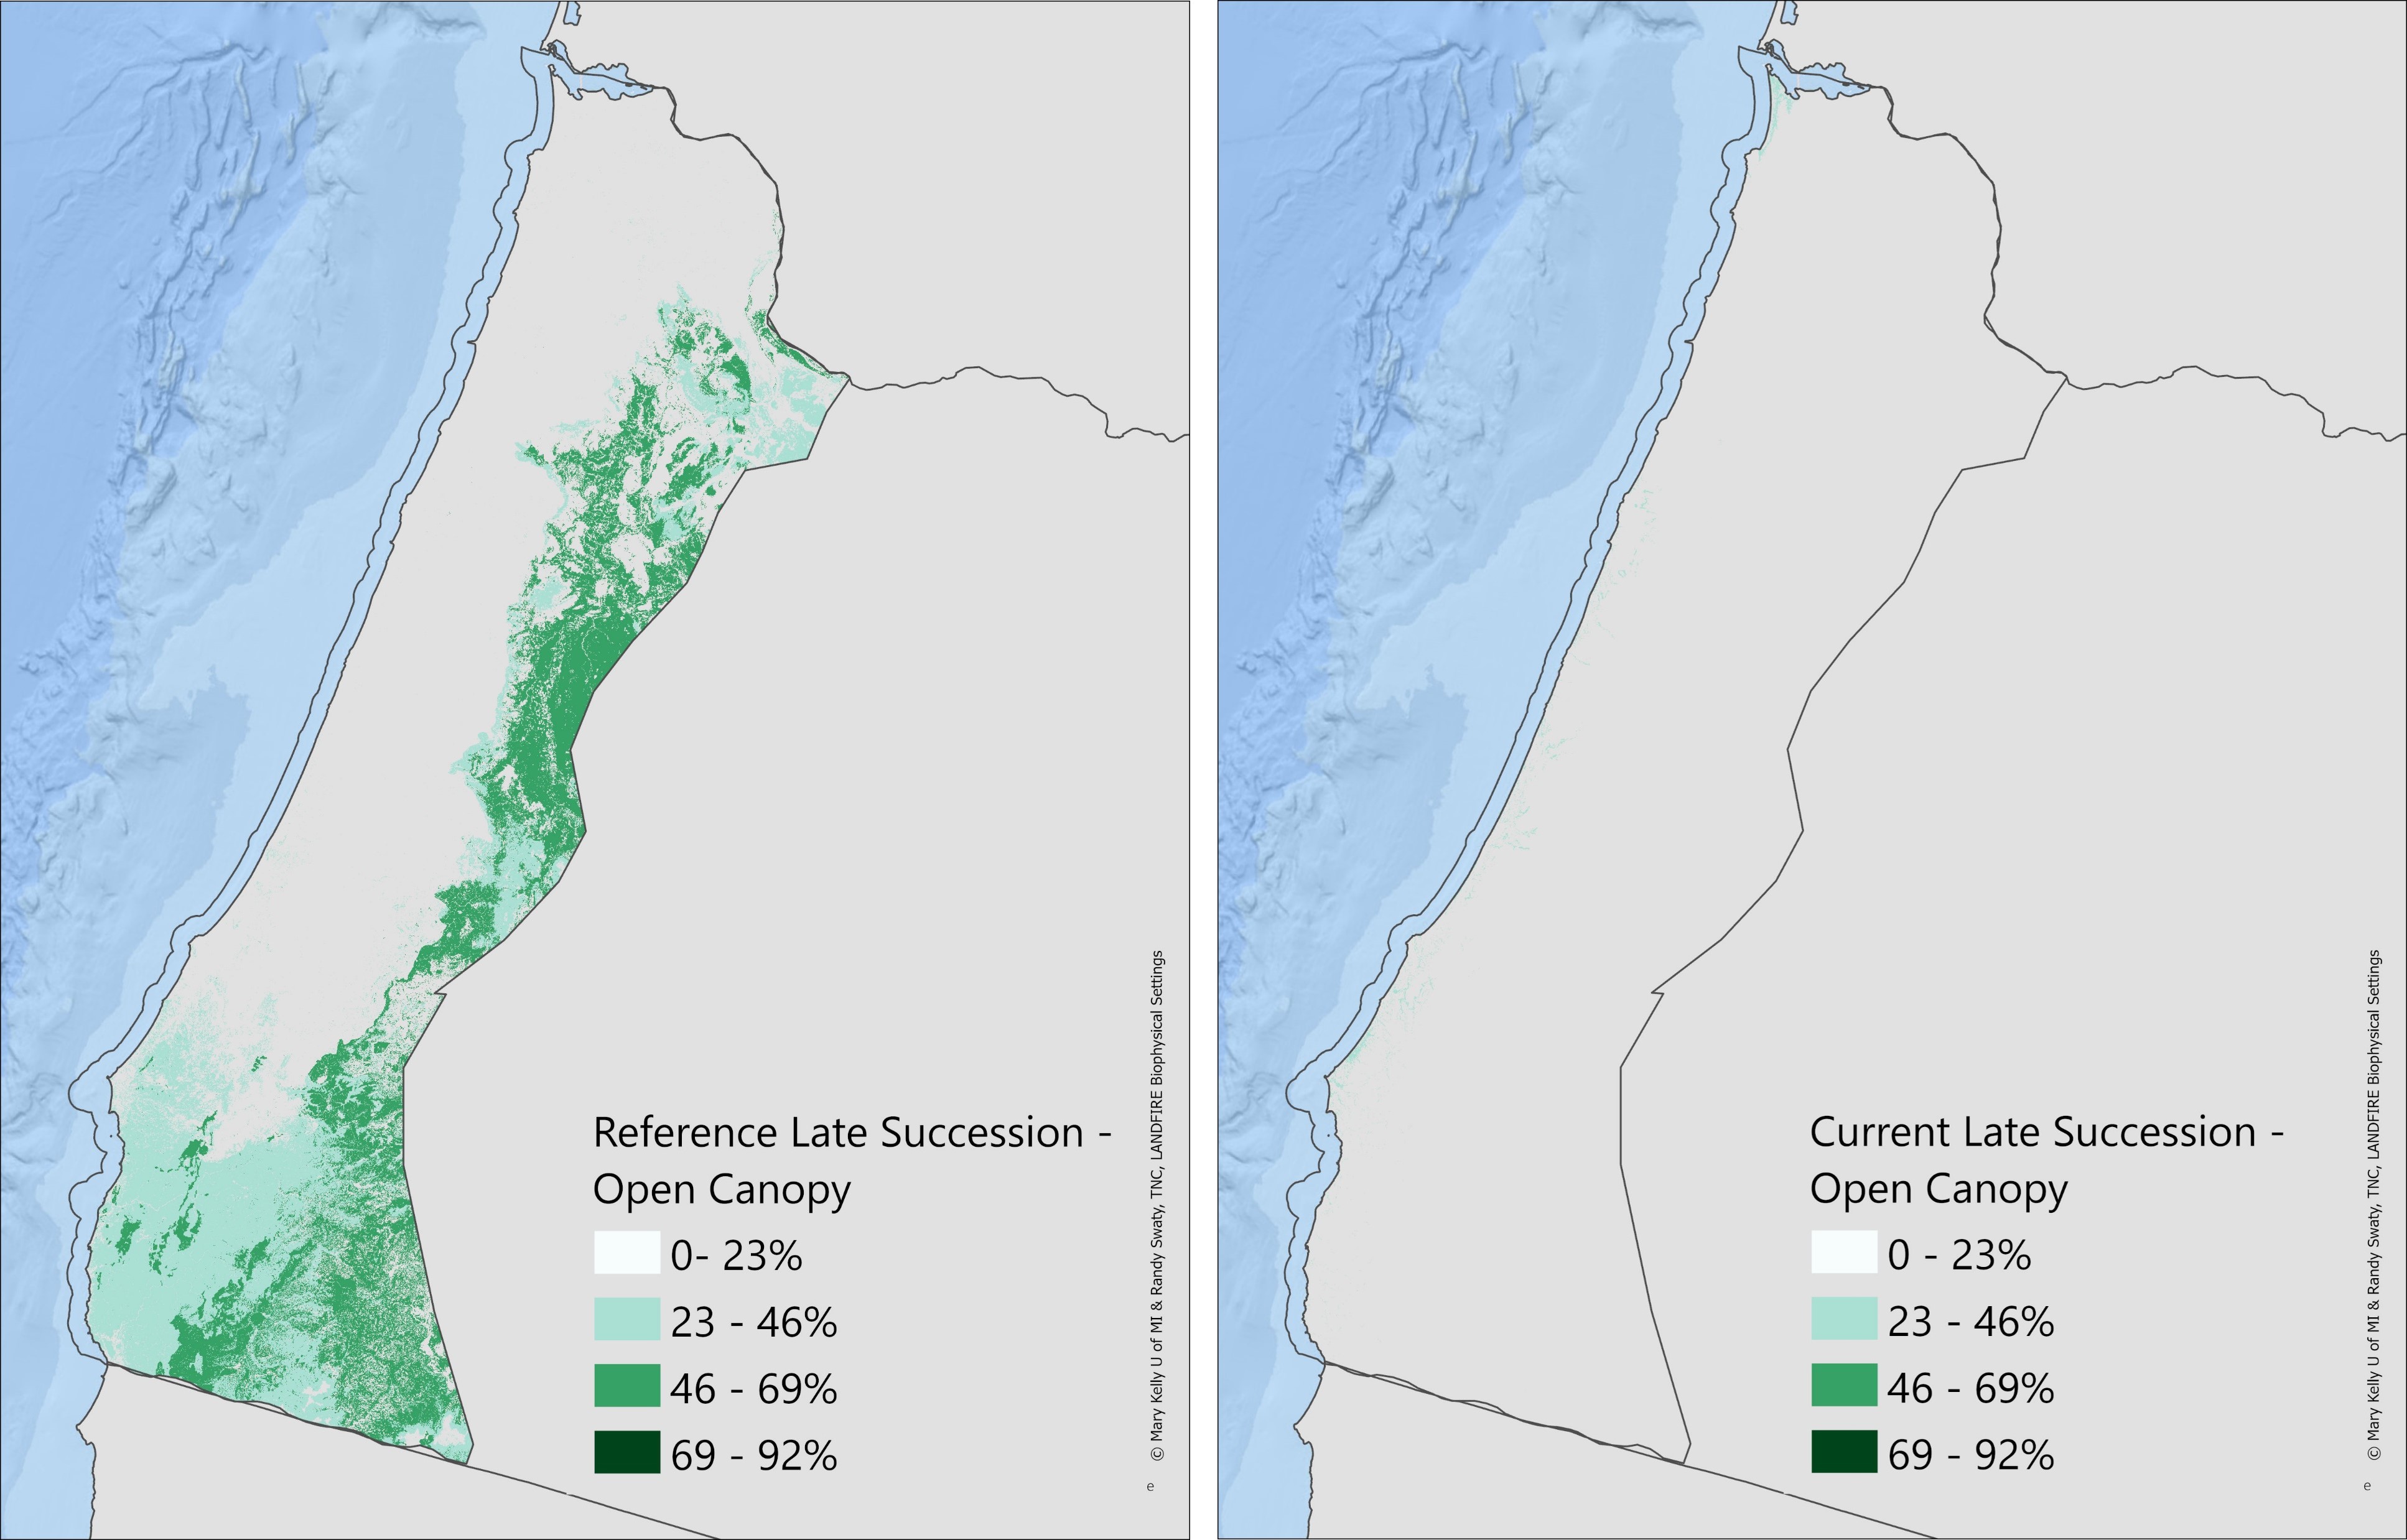 Reference Late Succession -
Open Canopy
0- 23%
23 - 46%
46 - 69%
69 - 92%
© Mary Kelly U of MI & Randy Swaty, TNC, LANDFIRE Biophysical Settings
e
Current Late Succession -
Open Canopy
0 - 23%
23 - 46%
46 - 69%
69 - 92%
© Mary Kelly U of MI & Randy Swaty, TNC, LANDFIRE Biophysical Settings
e